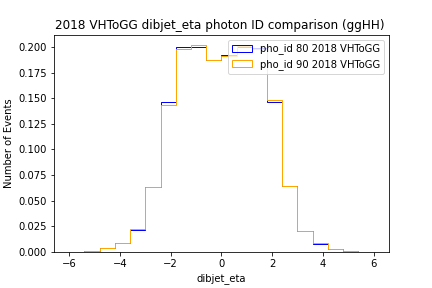 2018 VHToGG dibjet_eta photon ID comparison (ggHH)
pho_id 80 2018 VHToGG
pho_id 90 2018 VHToGG
Number of Events
0.200
0.175
0.150
0.125
0.100
0.075
0.050
0.025
0.000
−6 −4 −2 0 2 4 6
dibjet_eta